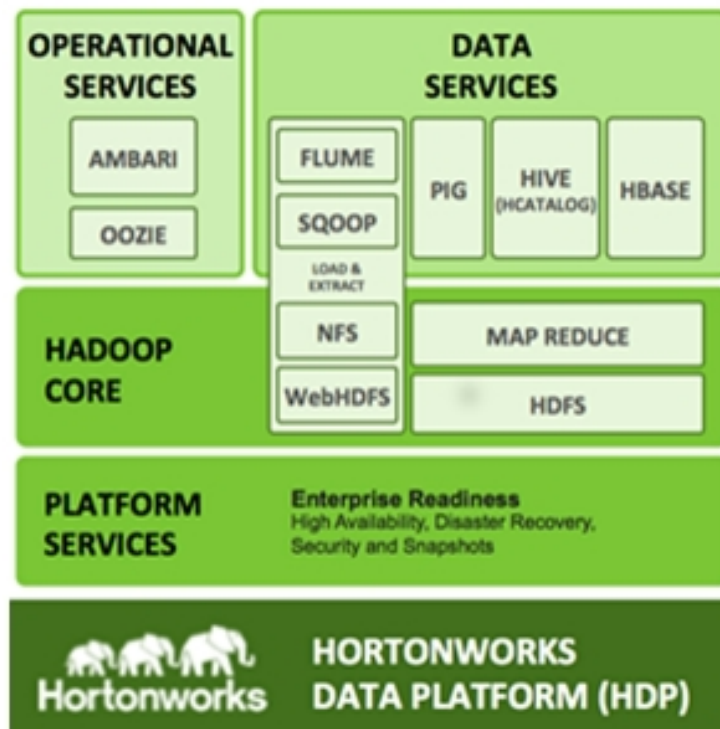 OPERATIONAL
SERVICES
AMBARI
OOZIE
DATA
SERVICES
FLUME
SQOOP
LOAD &
EXTRACT
NFS
WebHDFS
PIG
HIVE
(HCATALOG)
HBASE
HADOOP
CORE
MAP REDUCE
HDFS
PLATFORM
SERVICES
Enterprise Readiness
High Availability, Disaster Recovery,
Security and Snapshots
Hortonworks
HORTONWORKS
DATA PLATFORM (HDP)